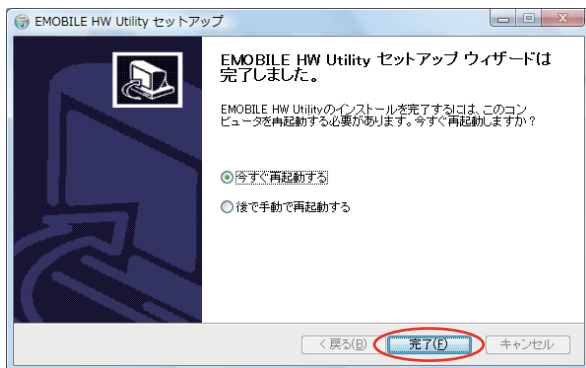 EMOBILE HW Utility セットアップ
EMOBILE HW Utility セットアップ ウィザードは
完了しました。
EMOBILE HW Utilityのインストールを完了するには、このコン
ピュータを再起動する必要があります。今すぐ再起動しますか？
今すぐ再起動する
後で手動で再起動する
< 戻る(B) 完了(F) キャンセル